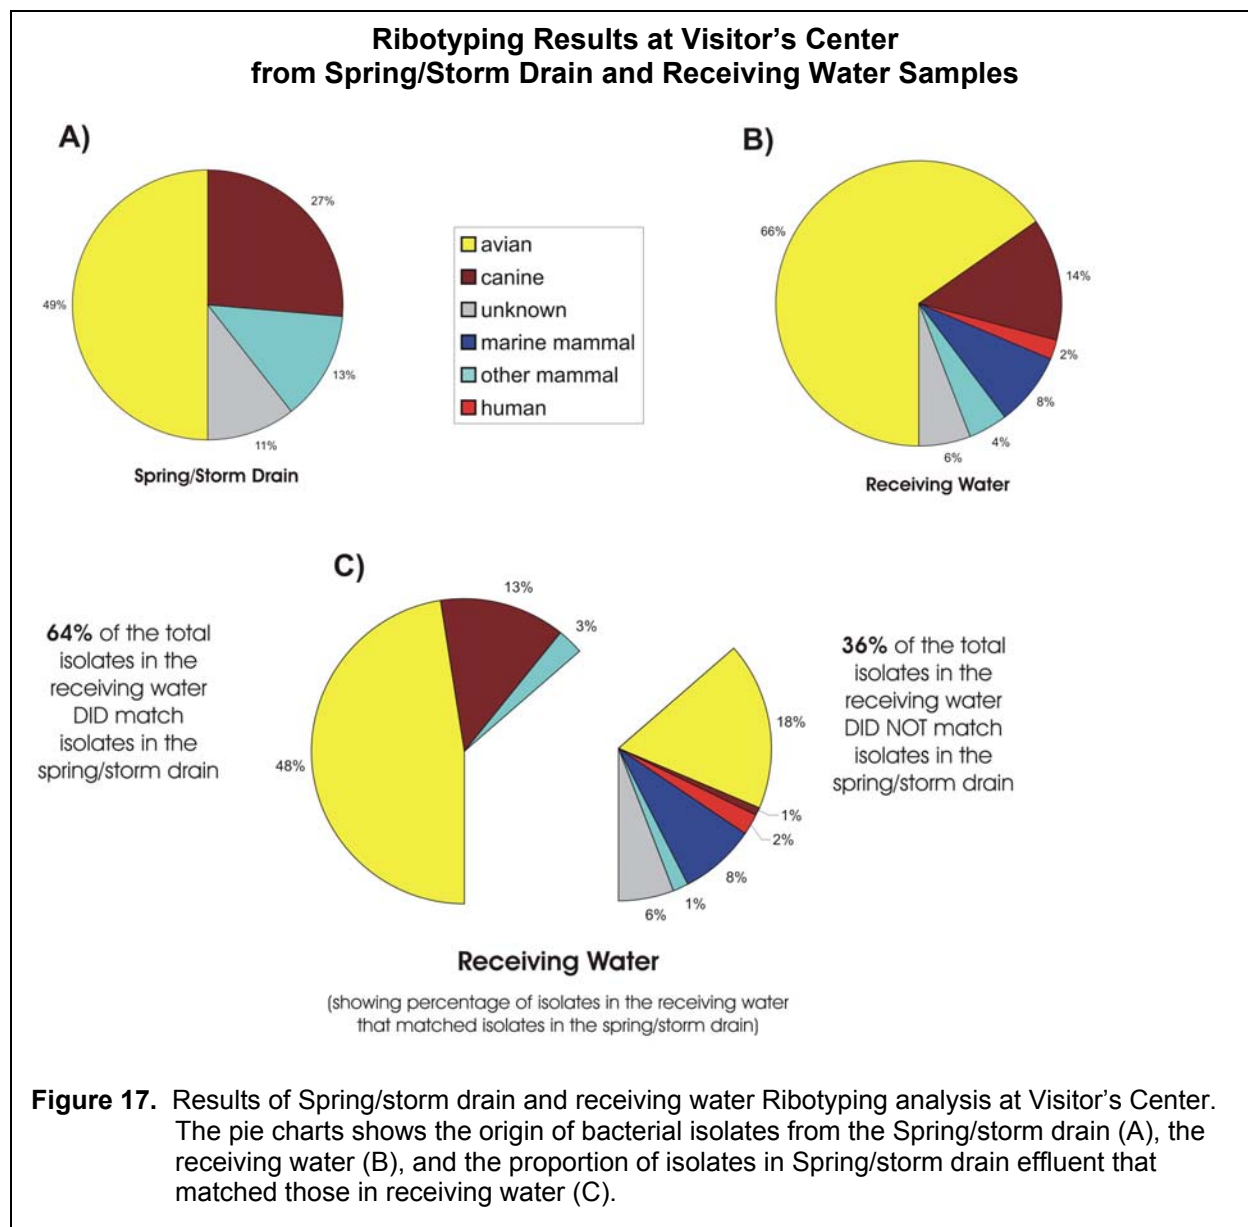 Ribotyping Results at Visitor's Center
from Spring/Storm Drain and Receiving Water Samples
A)
27%
49%
13%
11%
Spring/Storm Drain
avian
canine
unknown
marine mammal
other mammal
human
B)
66%
14%
2%
8%
4%
6%
Receiving Water
C)
13%
3%
48%
64% of the total
isolates in the
receiving water
DID match
isolates in the
spring/storm drain
18%
1%
2%
8%
1%
6%
36% of the total
isolates in the
receiving water
DID NOT match
isolates in the
spring/storm drain
Receiving Water
(showing percentage of isolates in the receiving water
that matched isolates in the spring/storm drain)
Figure 17. Results of Spring/storm drain and receiving water Ribotyping analysis at Visitor's Center.
The pie charts shows the origin of bacterial isolates from the Spring/storm drain (A), the
receiving water (B), and the proportion of isolates in Spring/storm drain effluent that
matched those in receiving water (C).